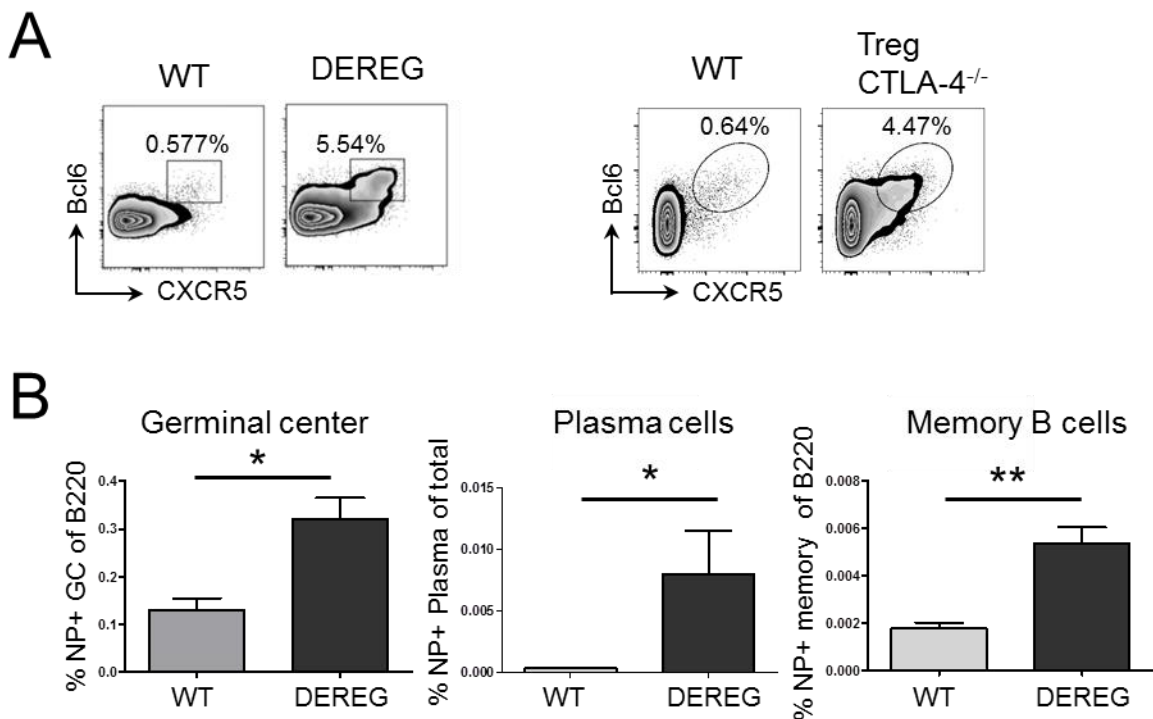 A
WT
DEREG
WT
Treg
CTLA-4-/-
0.577%
5.54%
0.64%
4.47%
Bcl6
CXCR5
Bcl6
CXCR5
B
Germinal center
*
% NP+ GC of B220
0.4
0.3
0.2
0.1
0.0
WT
DEREG
Plasma cells
*
% NP+ Plasma of total
0.015
0.010
0.005
0.000
WT
DEREG
Memory B cells
**
% NP+ memory of B220
0.008
0.006
0.004
0.002
0.000
WT
DEREG